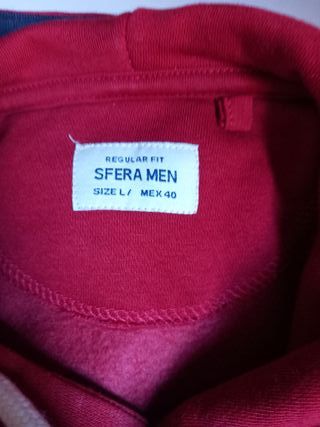 REGULAR FIT
SFERA MEN
SIZE L/ MEX 40